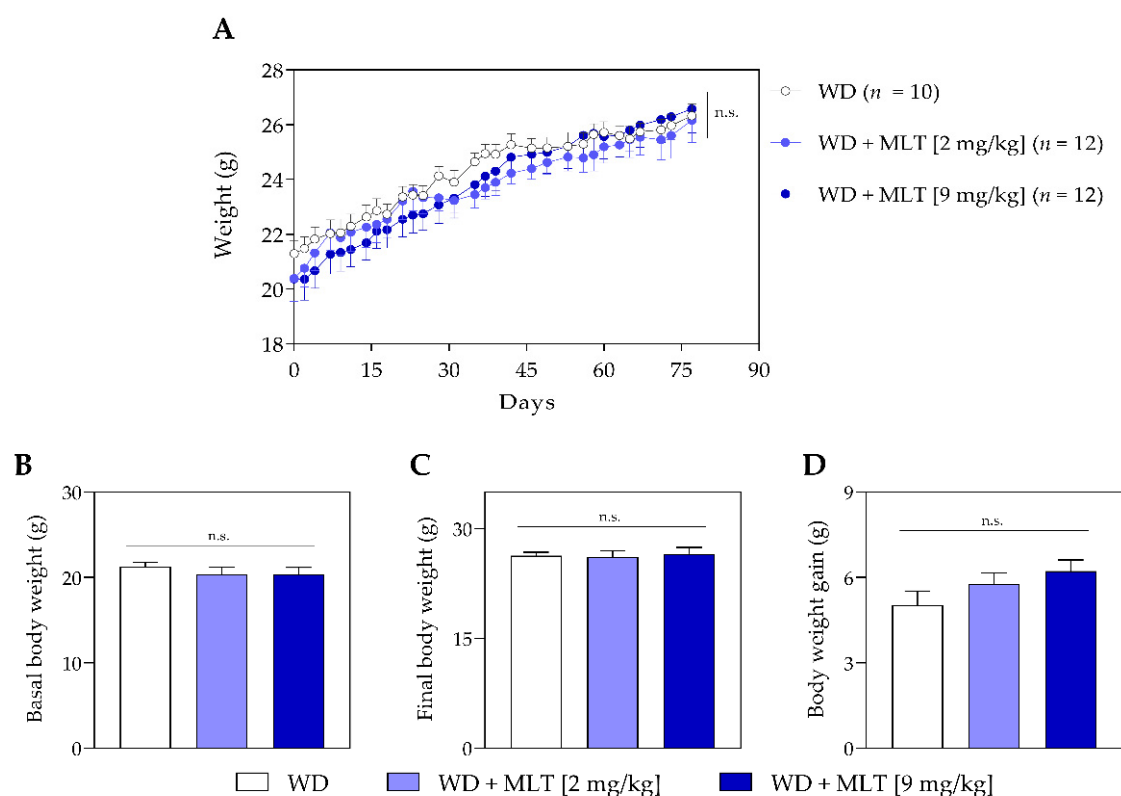 A
Weight (g)
28
26
24
22
20
18
0 15 30 45 60 75 90
Days
n.s.
WD (n = 10)
WD + MLT [2 mg/kg] (n = 12)
WD + MLT [9 mg/kg] (n = 12)
B
Basal body weight (g)
30
20
10
0
n.s.
C
Final body weight (g)
30
15
0
n.s.
D
Body weight gain (g)
9
6
3
0
n.s.
WD WD + MLT [2 mg/kg] WD + MLT [9 mg/kg]